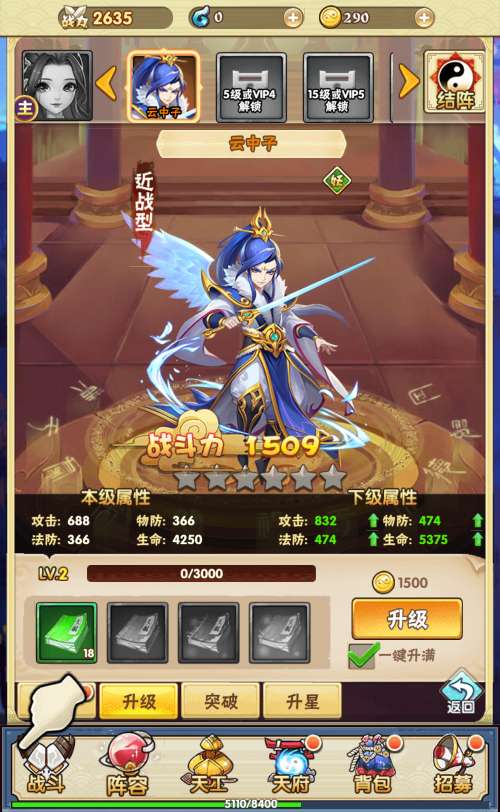 战力 2635
0
290
主
云中子
5级或VIP4
解锁
15级或VIP5
解锁
结阵
云中子
近战型
妖
战斗力 1509
本级属性
下级属性
攻击: 688 物防: 366
攻击: 832 物防: 474
法防: 366 生命: 4250
法防: 474 生命: 5375
LV.2
0/3000
1500
18
升级
一键升满
升级
突破
升星
返回
战斗
阵容
天工
天府
背包
招募
5110/8400